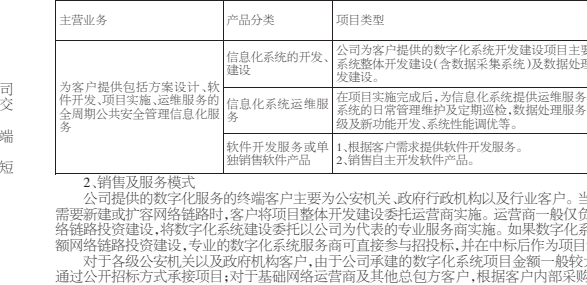 司
交
端
短
主营业务 产品分类 项目类型
为客户提供包括方案设计、软
件开发、项目实施、运维服务的
全周期公共安全管理信息化服
务
信息化系统的开发、
建设
公司为客户提供的数字化系统开发建设项目主要
系统整体开发建设(含数据采集系统)及数据处理
发建设。
信息化系统运维服
务
在项目实施完成后,为信息化系统提供运维服务
系统的日常管理维护及定期巡检,数据处理服务
级及新功能开发、系统性能调优等。
软件开发服务或单
独销售软件产品
1、根据客户需求提供软件开发服务。
2、销售自主开发软件产品。
2、销售及服务模式
公司提供的数字化服务的终端客户主要为公安机关、政府行政机构以及行业客户。当
需要新建或扩容网络链路时,客户将项目整体开发建设委托运营商实施。运营商一般仅负
络链路投资建设,将数字化系统建设委托以公司为代表的专业服务商实施。如果数字化系
额网络链路投资建设,专业的数字化系统服务商可直接参与招投标,并在中标后作为项目
对于各级公安机关以及政府机构客户,由于公司承建的数字化系统项目金额一般较大
通过公开招标方式承接项目;对于基础网络运营商及其他总包方客户,根据客户内部采购